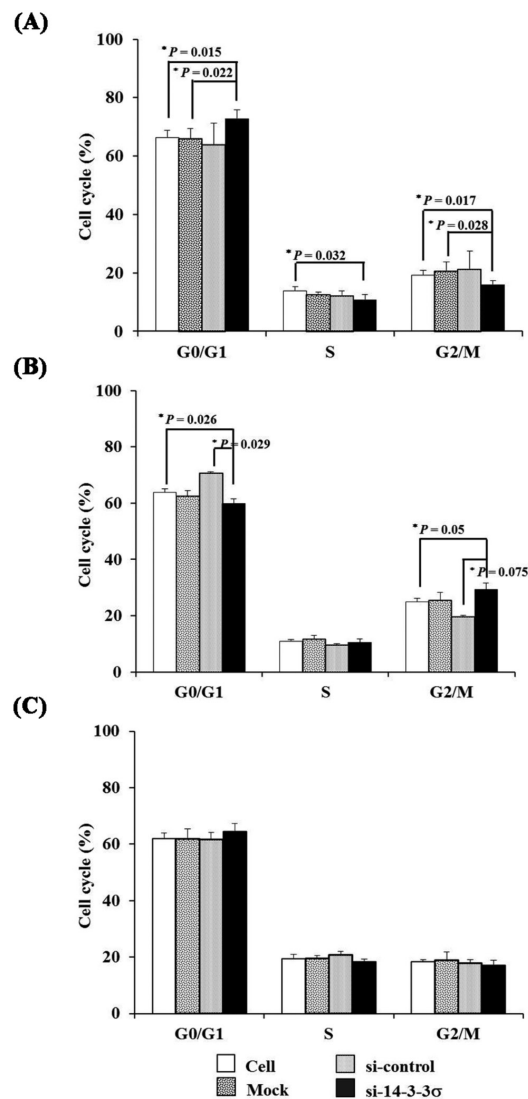 (A)
100
* P = 0.015
80
* P = 0.022
60
Cell cycle (%)
40
* P = 0.017
* P = 0.028
* P = 0.032
20
0
G0/G1 S G2/M
(B)
100
* P = 0.026
80
* P = 0.029
60
Cell cycle (%)
* P = 0.05
40
* P = 0.075
20
0
G0/G1 S G2/M
(C)
100
80
60
Cell cycle (%)
40
20
0
G0/G1 S G2/M
Cell si-control
Mock si-14-3-3σ